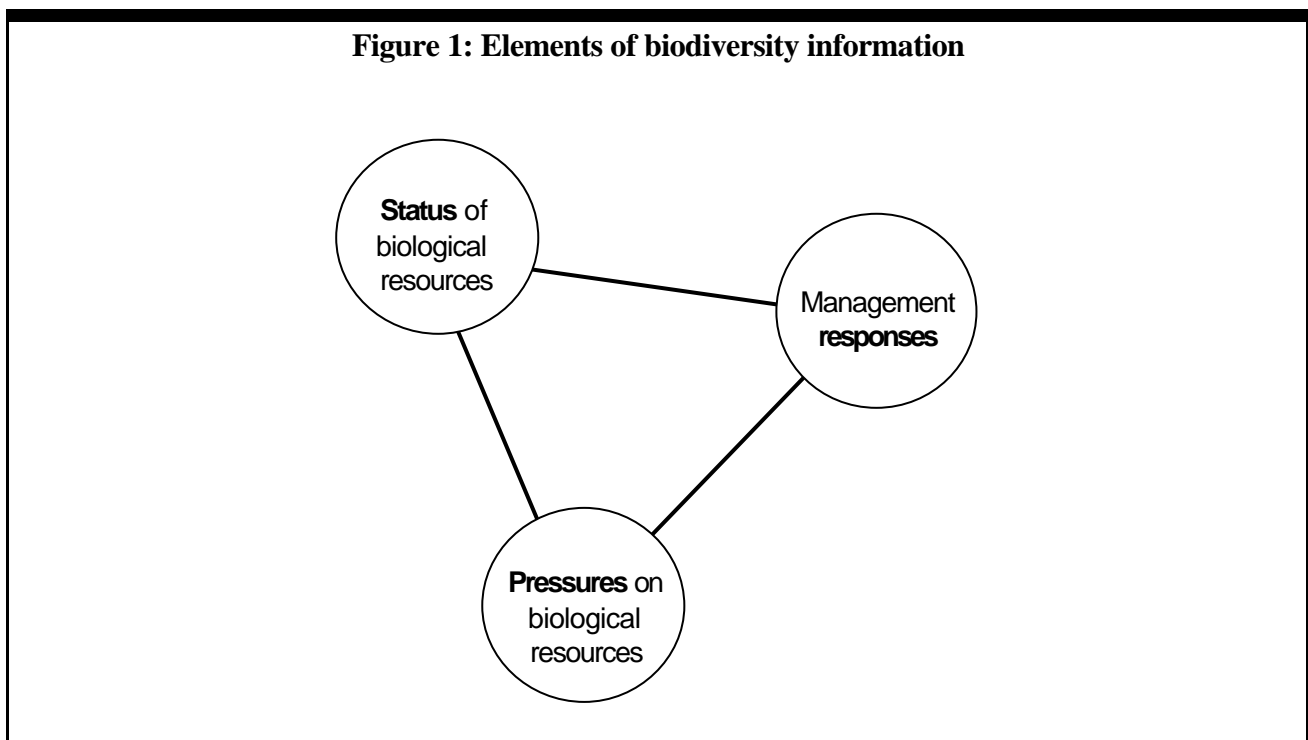 Figure 1: Elements of biodiversity information
Status of
biological
resources
Management
responses
Pressures on
biological
resources